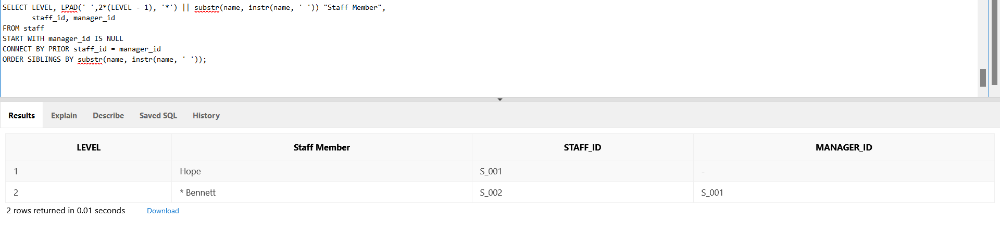 SELECT LEVEL, LPAD(' ',2*(LEVEL - 1), '*') || substr(name, instr(name, ' ')) "Staff Member",
       staff_id, manager_id
FROM staff
START WITH manager_id IS NULL
CONNECT BY PRIOR staff_id = manager_id
ORDER SIBLINGS BY substr(name, instr(name, ' '));
Results Explain Describe Saved SQL History
LEVEL Staff Member STAFF_ID MANAGER_ID
1 Hope S_001 -
2 * Bennett S_002 S_001
2 rows returned in 0.01 seconds Download